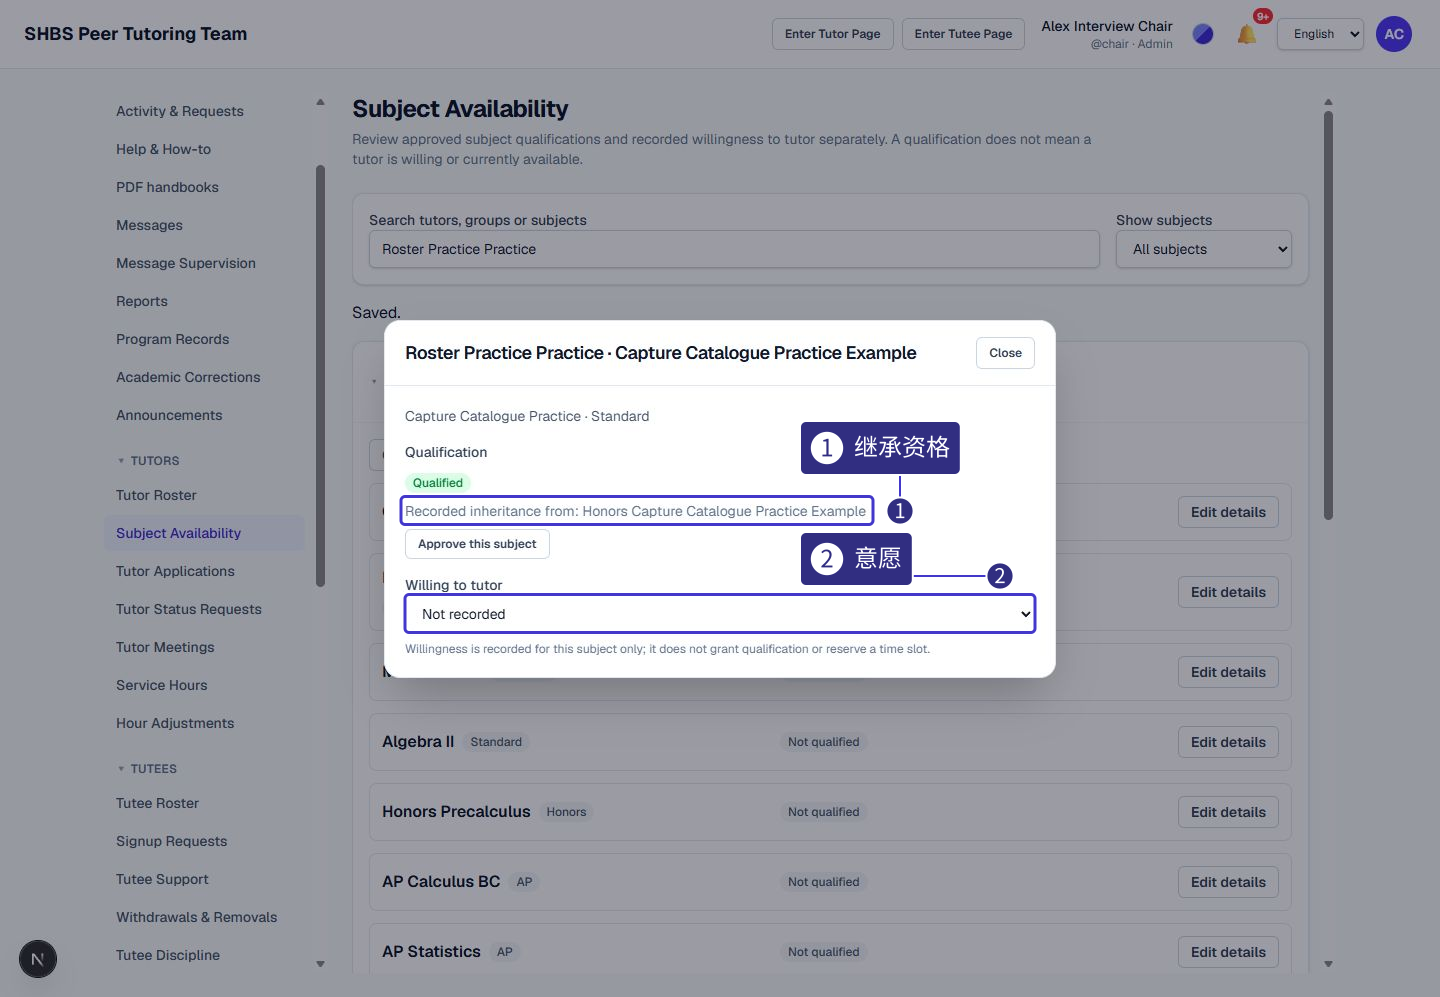 SHBS Peer Tutoring Team
Enter Tutor Page
Enter Tutee Page
Alex Interview Chair
@chair · Admin
9+
English
AC
Activity & Requests
Help & How-to
PDF handbooks
Messages
Message Supervision
Reports
Program Records
Academic Corrections
Announcements
TUTORS
Tutor Roster
Subject Availability
Tutor Applications
Tutor Status Requests
Tutor Meetings
Service Hours
Hour Adjustments
TUTEES
Tutee Roster
Signup Requests
Tutee Support
Withdrawals & Removals
Tutee Discipline
N
Subject Availability
Review approved subject qualifications and recorded willingness to tutor separately. A qualification does not mean a
tutor is willing or currently available.
Search tutors, groups or subjects
Show subjects
Roster Practice Practice
All subjects
Saved.
Roster Practice Practice · Capture Catalogue Practice Example
Close
Capture Catalogue Practice · Standard
Qualification
Qualified
Recorded inheritance from: Honors Capture Catalogue Practice Example
1 继承资格
1
Approve this subject
2 意愿
2
Willing to tutor
Not recorded
Willingness is recorded for this subject only; it does not grant qualification or reserve a time slot.
Edit details
Edit details
Edit details
Algebra II Standard Not qualified Edit details
Honors Precalculus Honors Not qualified Edit details
AP Calculus BC AP Not qualified Edit details
AP Statistics AP Not qualified Edit details